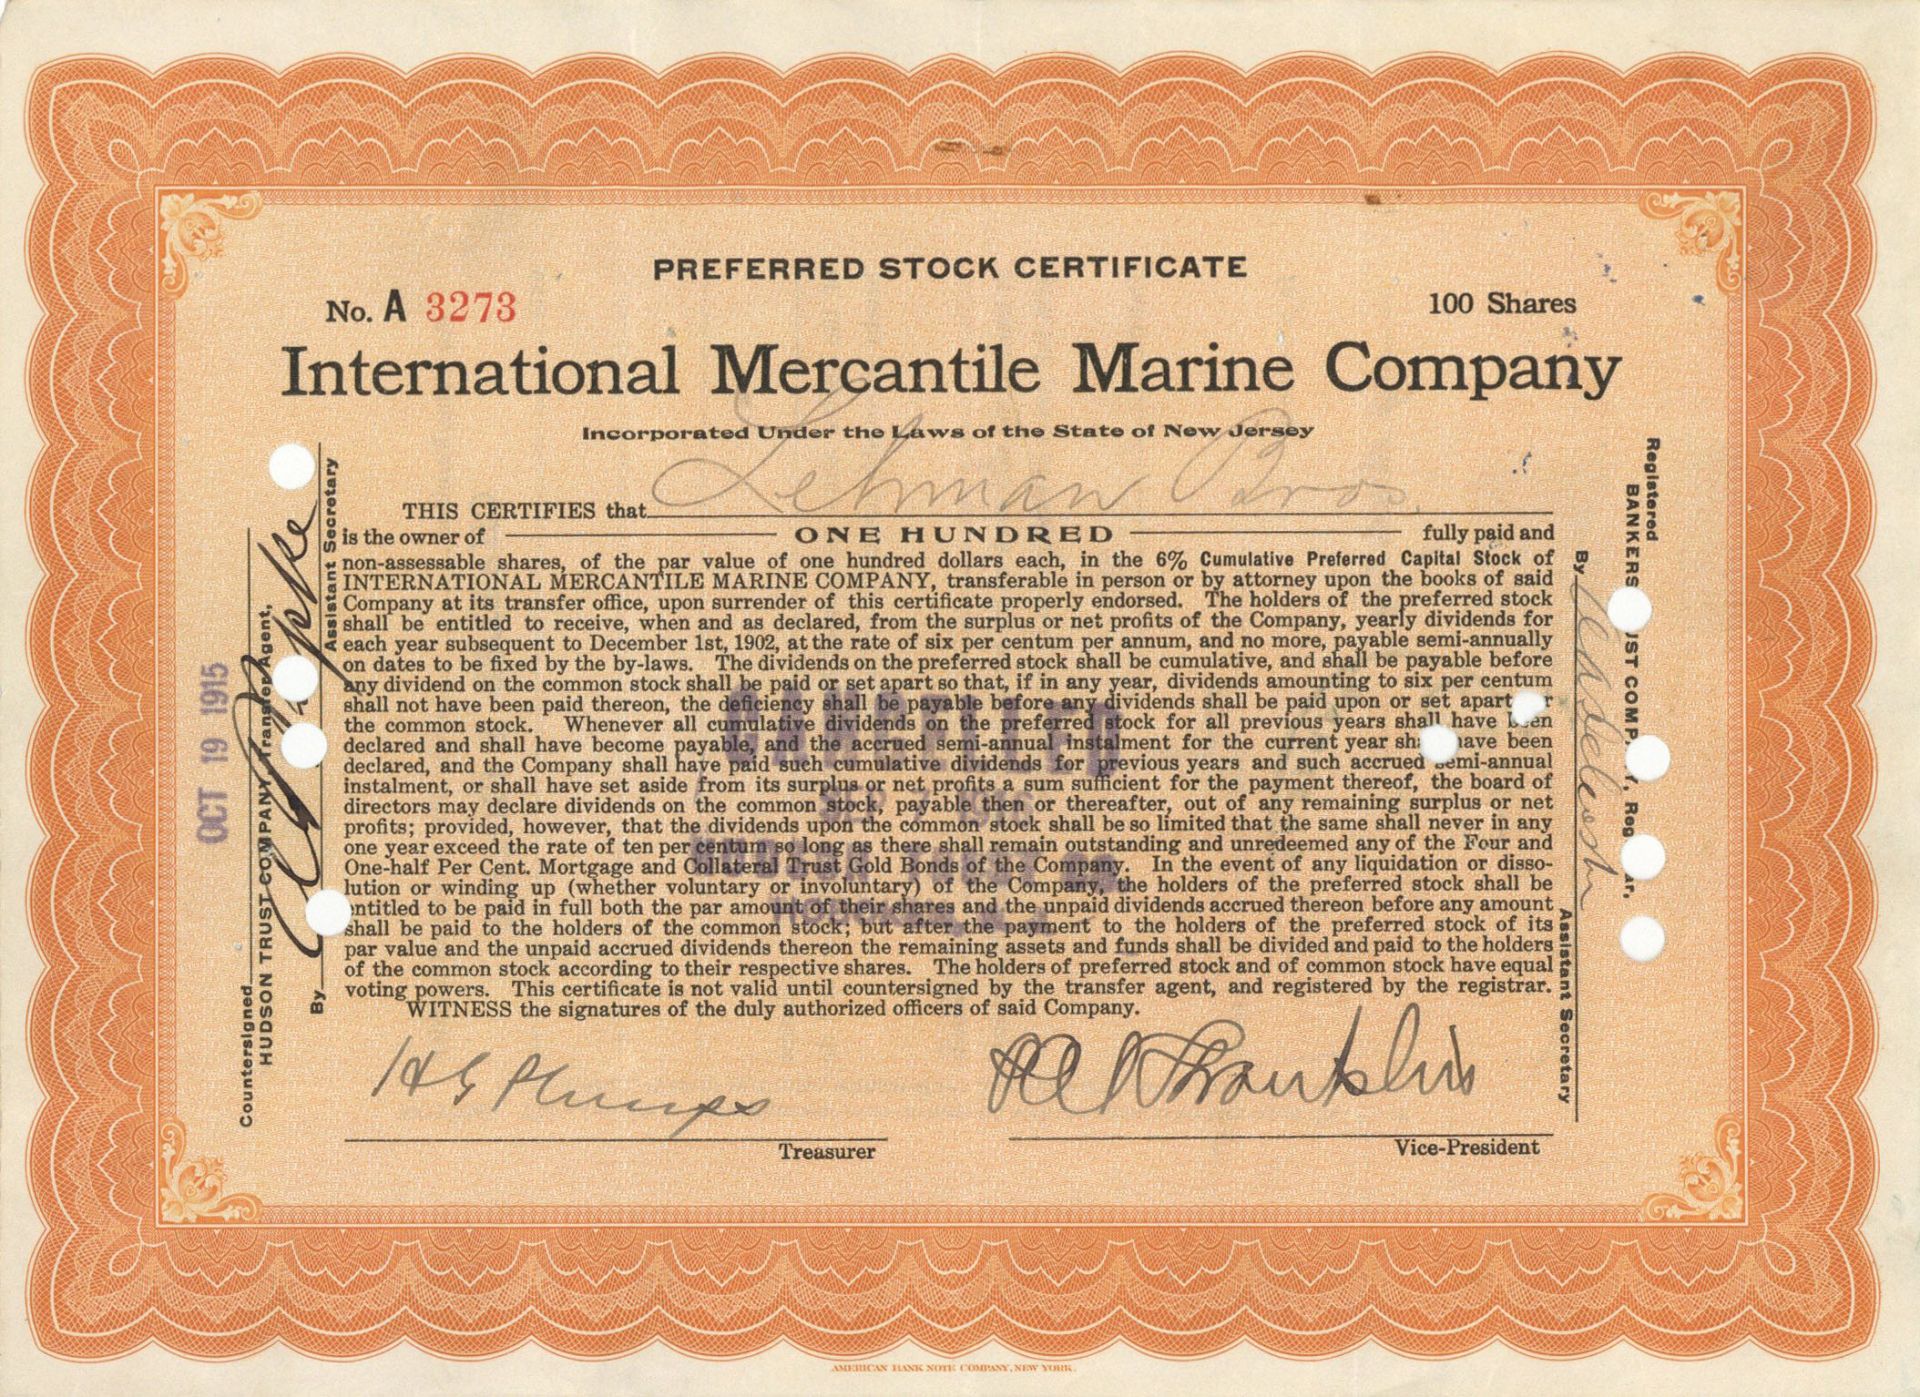 PREFERRED STOCK CERTIFICATE
No. A 3273
100 Shares
International Mercantile Marine Company
Incorporated Under the Laws of the State of New Jersey
THIS CERTIFIES that Lehman Bros.
is the owner of ONE HUNDRED fully paid and
non-assessable shares, of the par value of one hundred dollars each, in the 6% Cumulative Preferred Capital Stock of
INTERNATIONAL MERCANTILE MARINE COMPANY, transferable in person or by attorney upon the books of said
Company at its transfer office, upon surrender of this certificate properly endorsed. The holders of the preferred stock
shall be entitled to receive, when and as declared, from the surplus or net profits of the Company, yearly dividends for
each year subsequent to December 1st, 1902, at the rate of six per centum per annum, and no more, payable semi-annually
on dates to be fixed by the by-laws. The dividends on the preferred stock shall be cumulative, and shall be payable before
any dividend on the common stock shall be paid or set apart so that, if in any year, dividends amounting to six per centum
shall not have been paid thereon, the deficiency shall be payable before any dividends shall be paid upon or set apart
the common stock. Whenever all cumulative dividends on the preferred stock for all previous years shall have been
declared and shall have become payable, and the accrued semi-annual instalment for the current year shall have been
declared, and the Company shall have paid such cumulative dividends for previous years and such accrued semi-annual
instalment, or shall have set aside from its surplus or net profits a sum sufficient for the payment thereof, the board of
directors may declare dividends on the common stock, payable then or thereafter, out of any remaining surplus or net
profits; provided, however, that the dividends upon the common stock shall be so limited that the same shall never in any
one year exceed the rate of ten per centum so long as there shall remain outstanding and unredeemed any of the Four and
One-half Per Cent. Mortgage and Collateral Trust Gold Bonds of the Company. In the event of any liquidation or disso-
lution or winding up (whether voluntary or involuntary) of the Company, the holders of the preferred stock shall be
entitled to be paid in full both the par amount of their shares and the unpaid dividends accrued thereon before any amount
shall be paid to the holders of the common stock; but after the payment to the holders of the preferred stock of its
par value and the unpaid accrued dividends thereon the remaining assets and funds shall be divided and paid to the holders
of the common stock according to their respective shares. The holders of preferred stock and of common stock have equal
voting powers. This certificate is not valid until countersigned by the transfer agent, and registered by the registrar.
WITNESS the signatures of the duly authorized officers of said Company.
CANCELLED
Treasurer
Franklin
Vice-President
OCT 19 1915
Countersigned
HUDSON TRUST COMPANY, Transfer Agent,
By
Assistant Secretary
Registered
BANKERS TRUST COMPANY, Registrar,
By
Assistant Secretary
AMERICAN BANK NOTE COMPANY, NEW YORK.